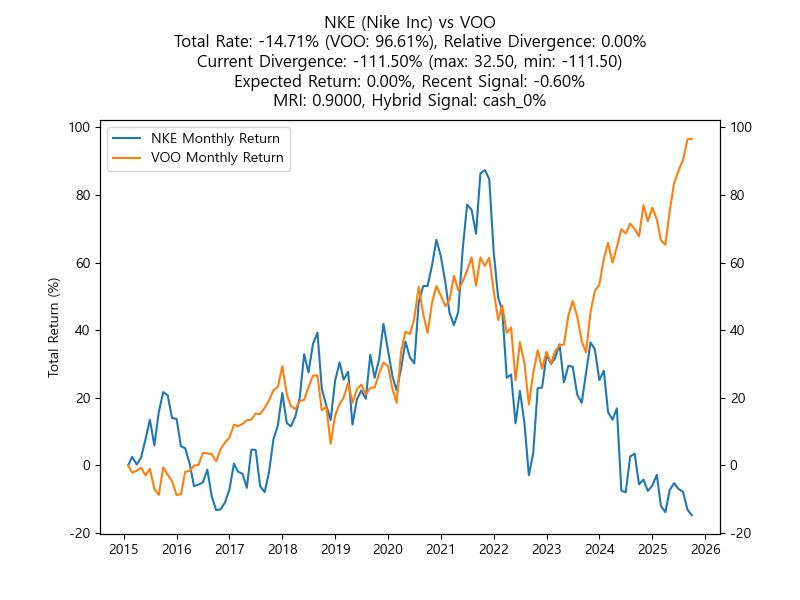 NKE (Nike Inc) vs VOO
Total Rate: -14.71% (VOO: 96.61%), Relative Divergence: 0.00%
Current Divergence: -111.50% (max: 32.50, min: -111.50)
Expected Return: 0.00%, Recent Signal: -0.60%
MRI: 0.9000, Hybrid Signal: cash_0%
NKE Monthly Return
VOO Monthly Return
Total Return (%)
100
80
60
40
20
0
-20
100
80
60
40
20
0
-20
2015 2016 2017 2018 2019 2020 2021 2022 2023 2024 2025 2026